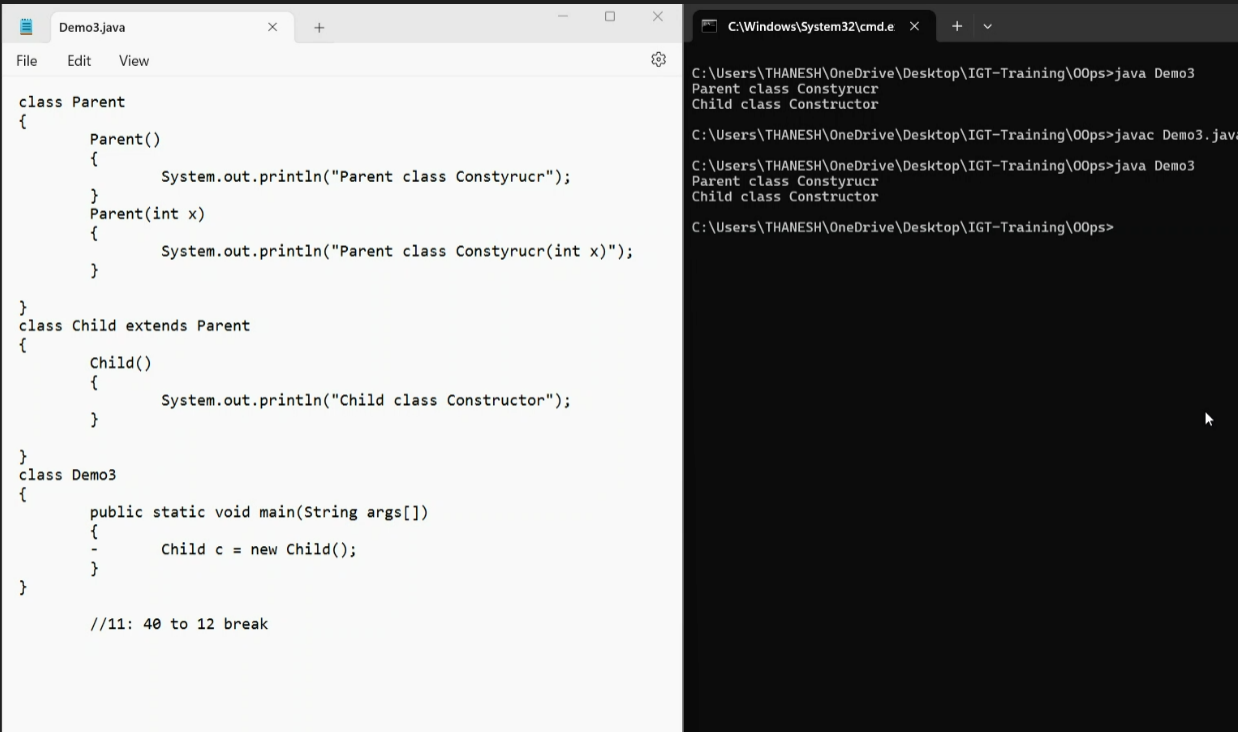 Demo3.java
File Edit View
class Parent
{
Parent()
{
System.out.println("Parent class Constyrucr");
}
Parent(int x)
{
System.out.println("Parent class Constyrucr(int x)");
}
}
class Child extends Parent
{
Child()
{
System.out.println("Child class Constructor");
}
}
class Demo3
{
public static void main(String args[])
{
- Child c = new Child();
}
}
//11: 40 to 12 break
C:\Windows\System32\cmd.e
C:\Users\THANESH\OneDrive\Desktop\IGT-Training\OOps>java Demo3
Parent class Constyrucr
Child class Constructor
C:\Users\THANESH\OneDrive\Desktop\IGT-Training\OOps>javac Demo3.java
C:\Users\THANESH\OneDrive\Desktop\IGT-Training\OOps>java Demo3
Parent class Constyrucr
Child class Constructor
C:\Users\THANESH\OneDrive\Desktop\IGT-Training\OOps>